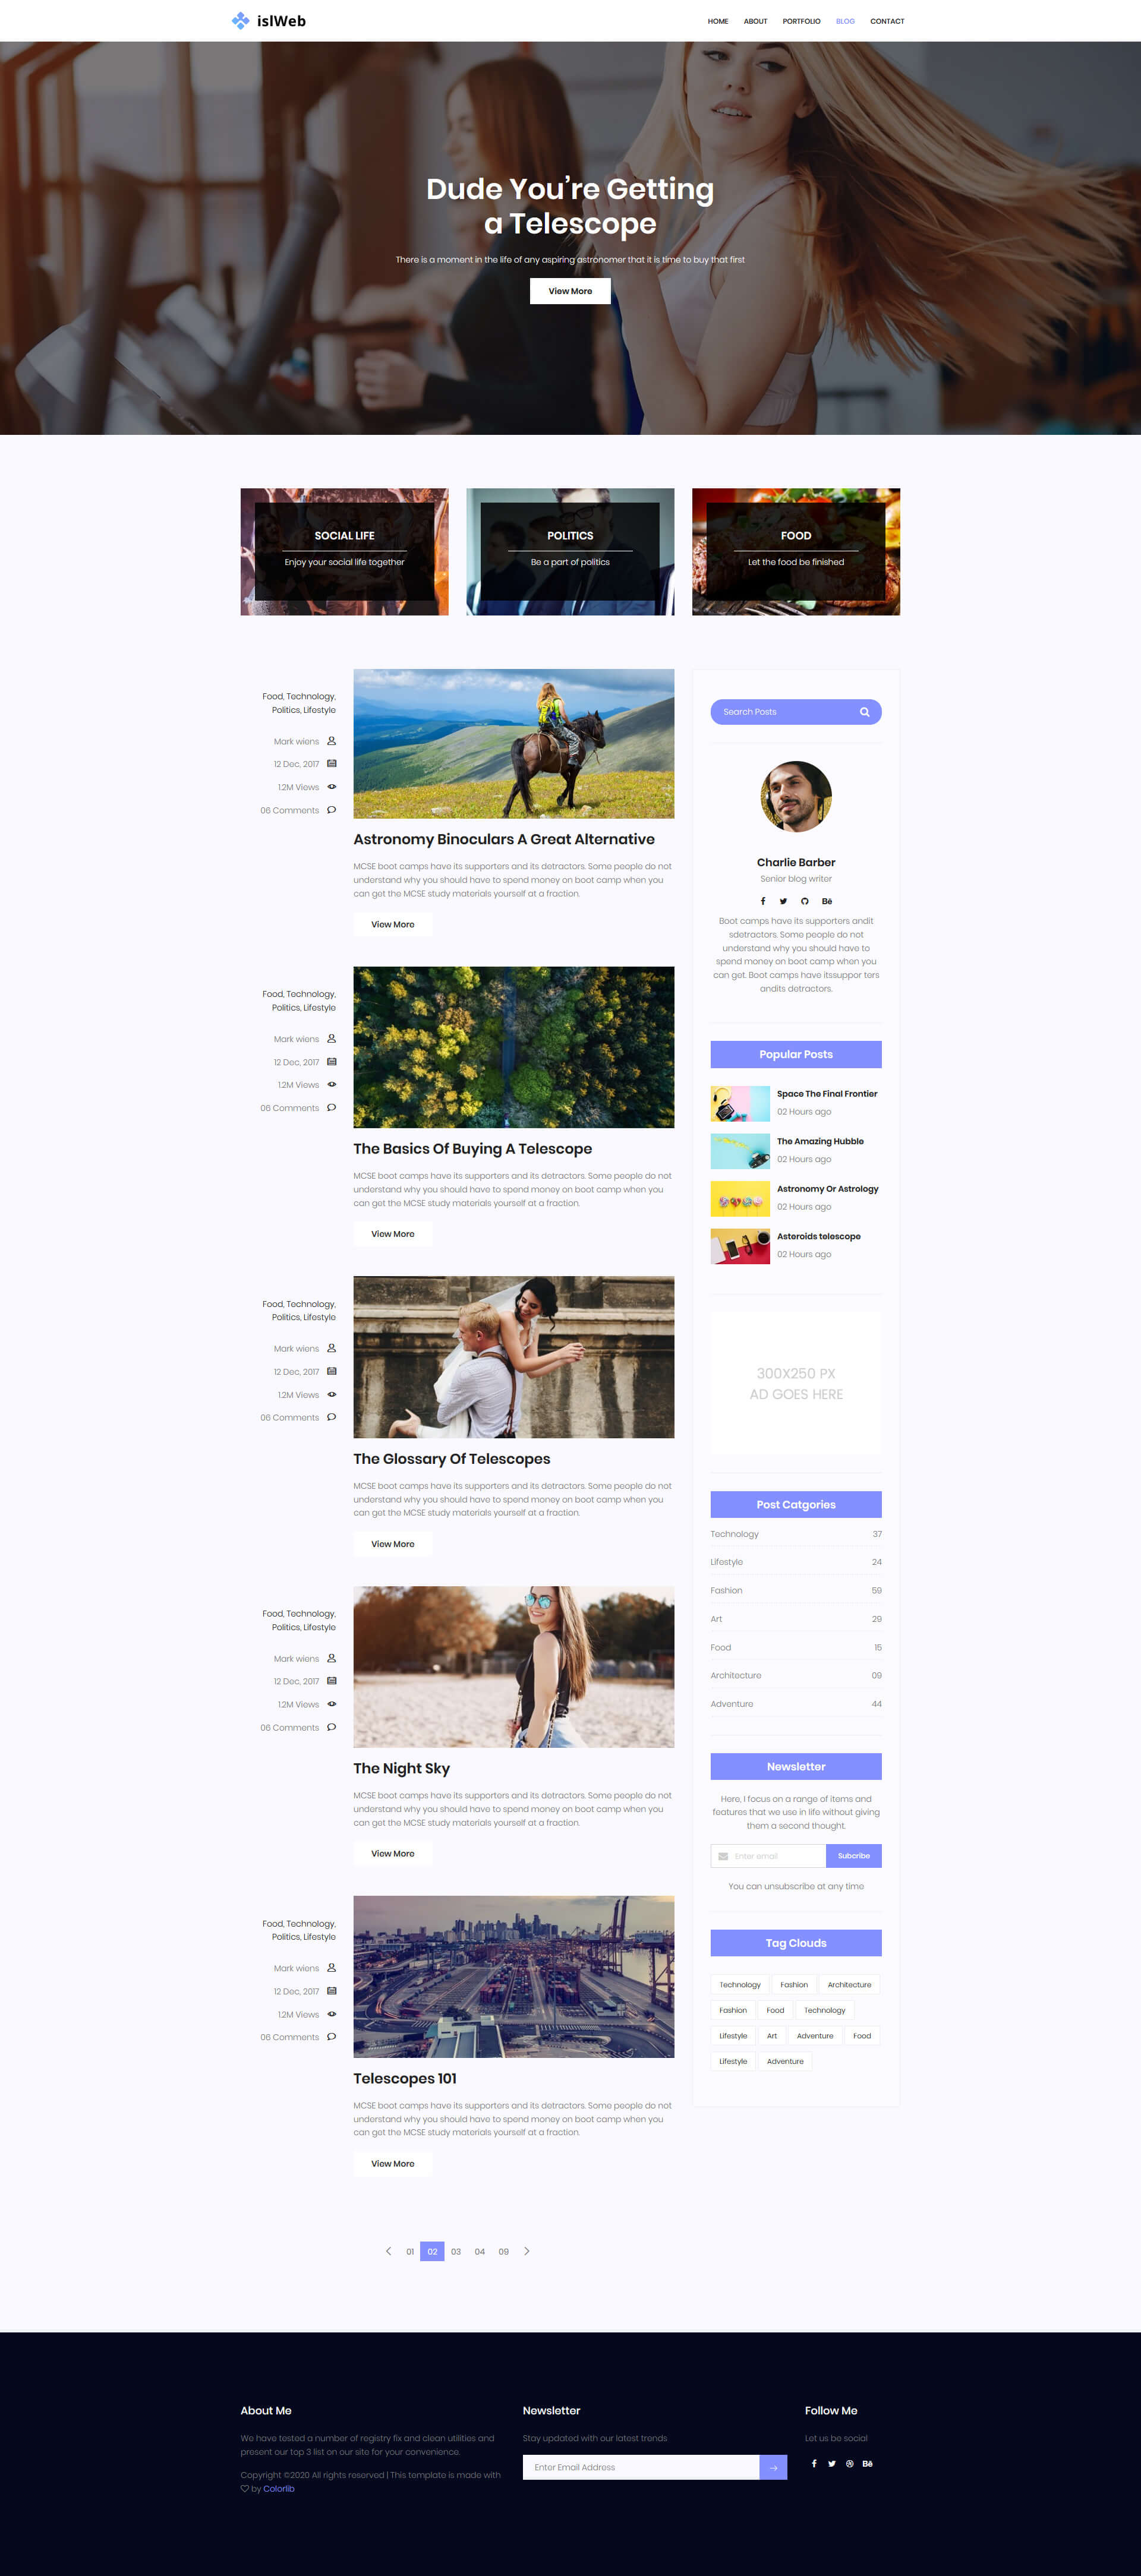 islWeb
HOME ABOUT PORTFOLIO BLOG CONTACT
Dude You're Getting
a Telescope
There is a moment in the life of any aspiring astronomer that it is time to buy that first
View More
SOCIAL LIFE
Enjoy your social life together
POLITICS
Be a part of politics
FOOD
Let the food be finished
Food, Technology,
Politics, Lifestyle
Mark wiens
12 Dec, 2017
1.2M Views
06 Comments
Astronomy Binoculars A Great Alternative
MCSE boot camps have its supporters and its detractors. Some people do not
understand why you should have to spend money on boot camp when you
can get the MCSE study materials yourself at a fraction.
View More
Food, Technology,
Politics, Lifestyle
Mark wiens
12 Dec, 2017
1.2M Views
06 Comments
The Basics Of Buying A Telescope
MCSE boot camps have its supporters and its detractors. Some people do not
understand why you should have to spend money on boot camp when you
can get the MCSE study materials yourself at a fraction.
View More
Food, Technology,
Politics, Lifestyle
Mark wiens
12 Dec, 2017
1.2M Views
06 Comments
The Glossary Of Telescopes
MCSE boot camps have its supporters and its detractors. Some people do not
understand why you should have to spend money on boot camp when you
can get the MCSE study materials yourself at a fraction.
View More
Food, Technology,
Politics, Lifestyle
Mark wiens
12 Dec, 2017
1.2M Views
06 Comments
The Night Sky
MCSE boot camps have its supporters and its detractors. Some people do not
understand why you should have to spend money on boot camp when you
can get the MCSE study materials yourself at a fraction.
View More
Food, Technology,
Politics, Lifestyle
Mark wiens
12 Dec, 2017
1.2M Views
06 Comments
Telescopes 101
MCSE boot camps have its supporters and its detractors. Some people do not
understand why you should have to spend money on boot camp when you
can get the MCSE study materials yourself at a fraction.
View More
01 02 03 04 09
Search Posts
Charlie Barber
Senior blog writer
Bē
Boot camps have its supporters andit
sdetractors. Some people do not
understand why you should have to
spend money on boot camp when you
can get. Boot camps have itssuppor ters
andits detractors.
Popular Posts
Space The Final Frontier
02 Hours ago
The Amazing Hubble
02 Hours ago
Astronomy Or Astrology
02 Hours ago
Asteroids telescope
02 Hours ago
300X250 PX
AD GOES HERE
Post Catgories
Technology 37
Lifestyle 24
Fashion 59
Art 29
Food 15
Architecture 09
Adventure 44
Newsletter
Here, I focus on a range of items and
features that we use in life without giving
them a second thought.
Enter email
Subcribe
You can unsubscribe at any time
Tag Clouds
Technology Fashion Architecture
Fashion Food Technology
Lifestyle Art Adventure Food
Lifestyle Adventure
About Me
We have tested a number of registry fix and clean utilities and
present our top 3 list on our site for your convenience.
Copyright ©2020 All rights reserved | This template is made with
by Colorlib
Newsletter
Stay updated with our latest trends
Enter Email Address
Follow Me
Let us be social
Bē